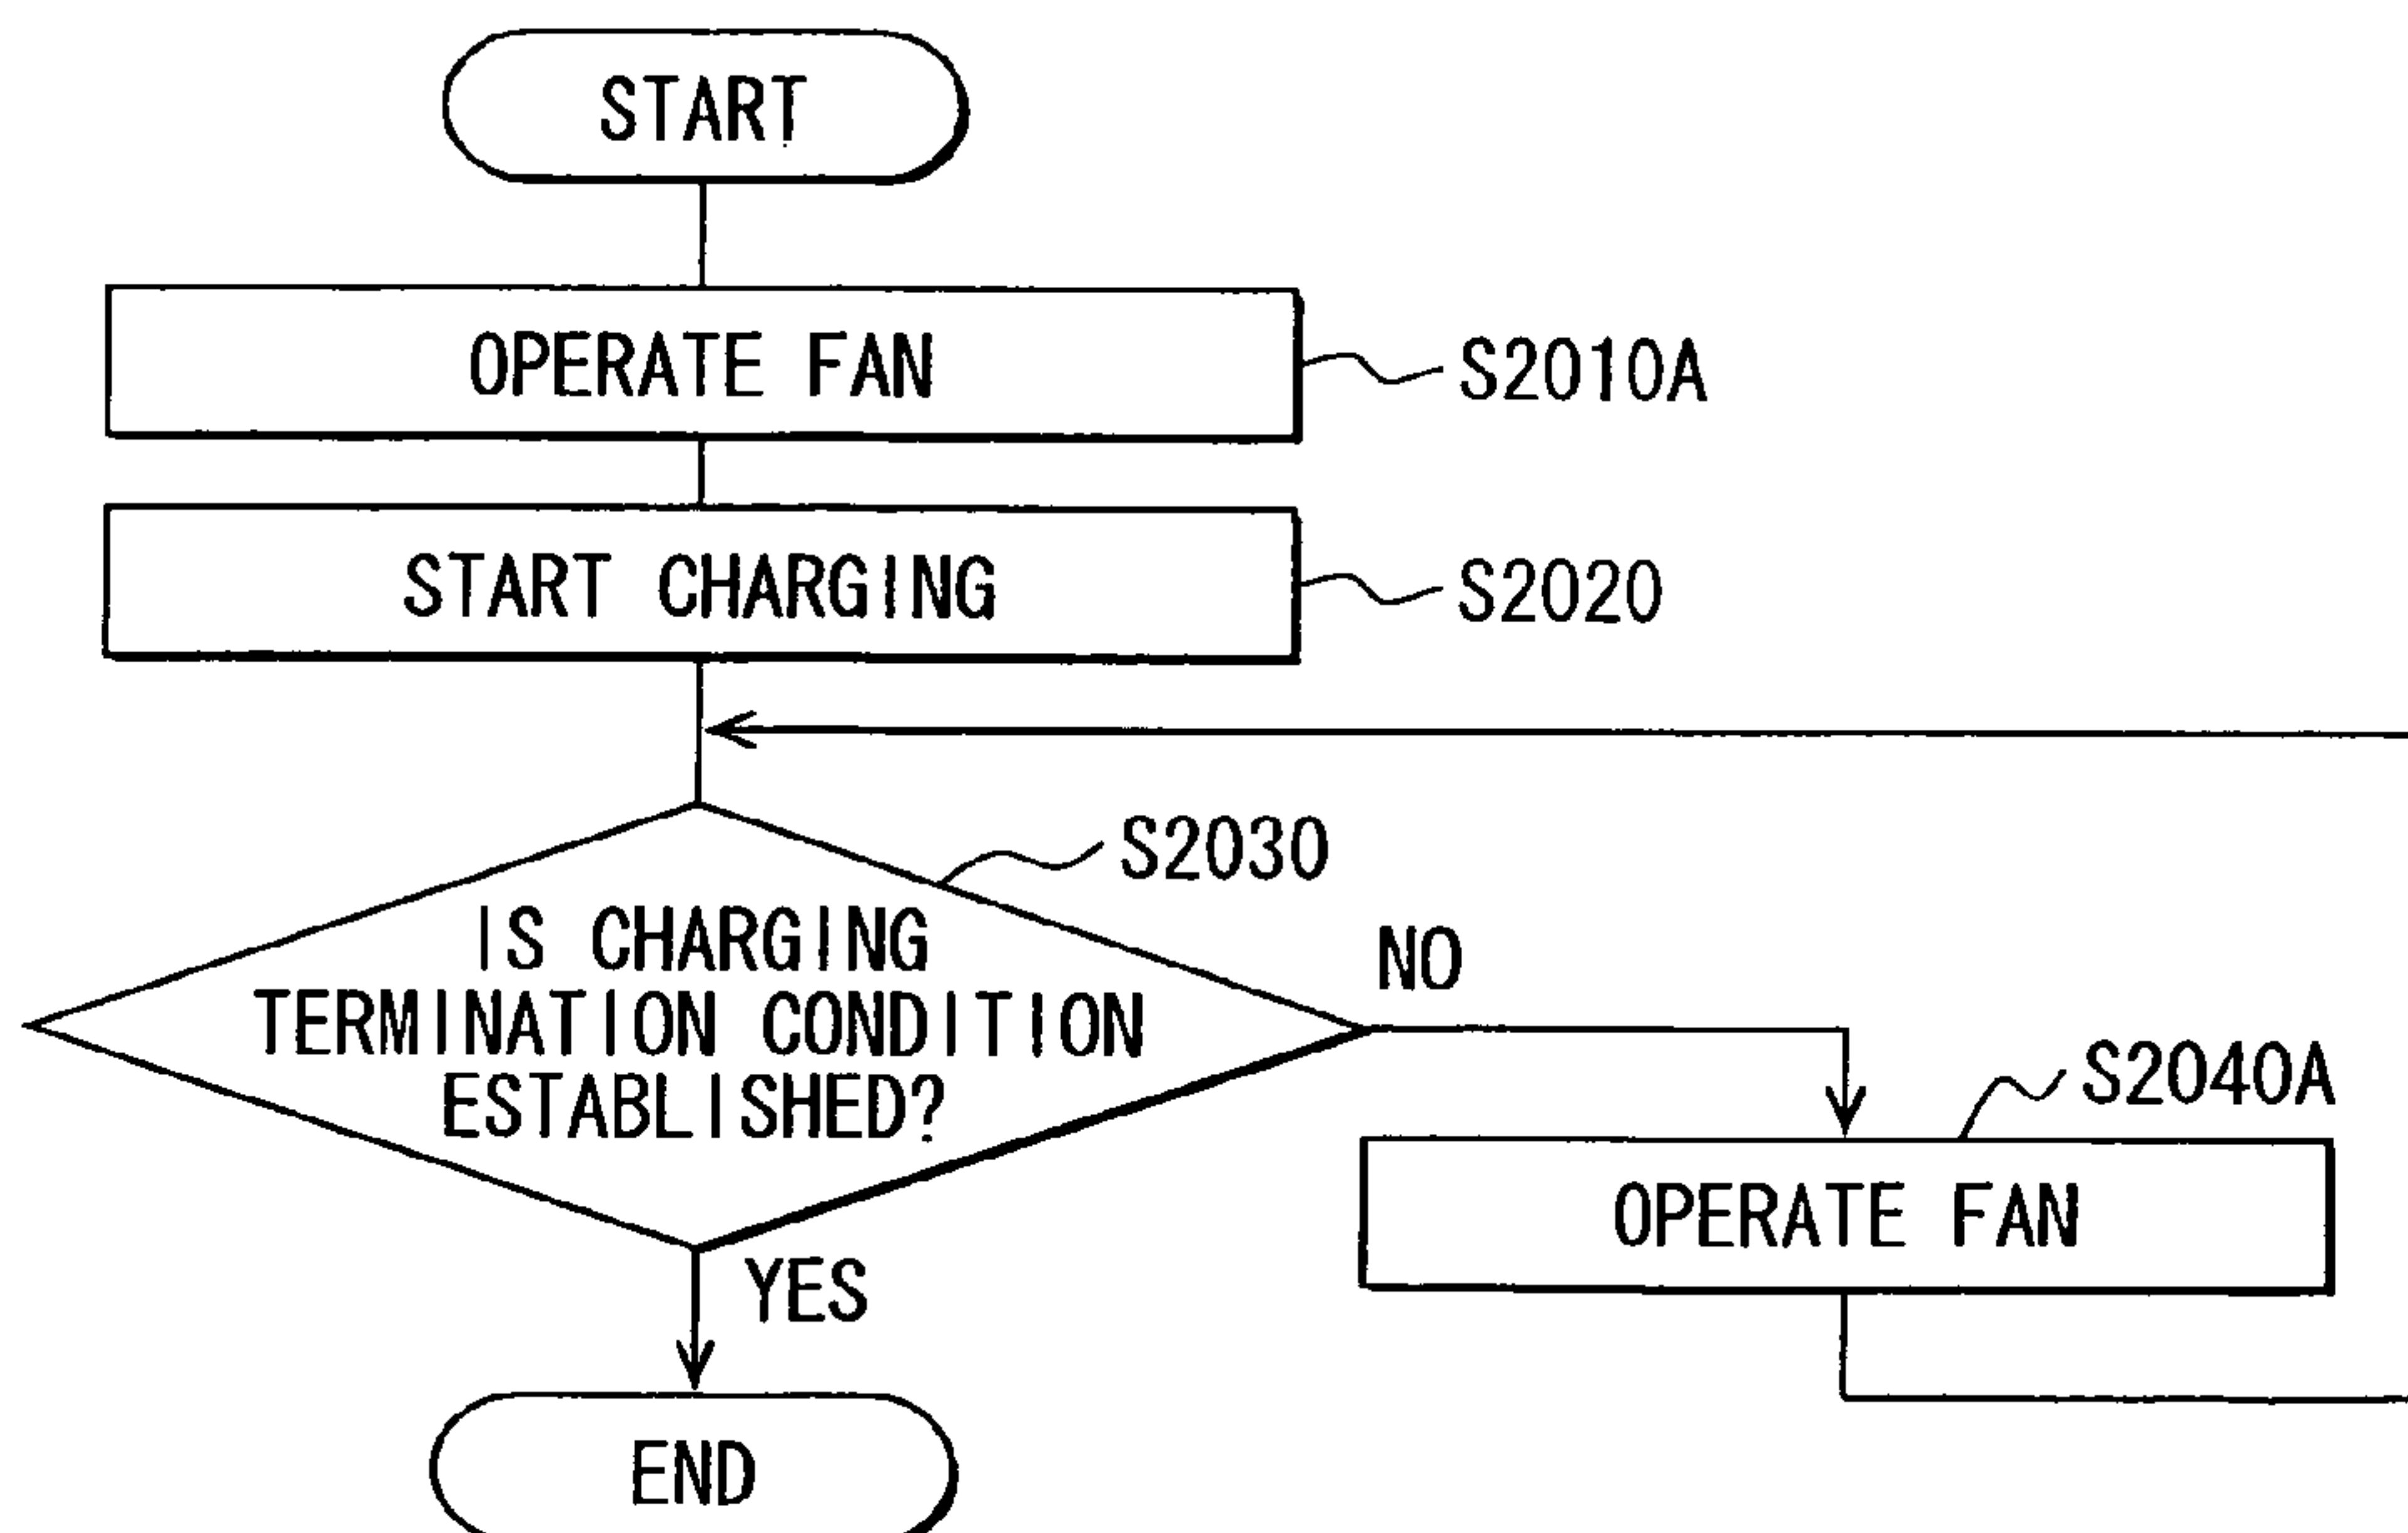 START
OPERATE FAN
S2010A
START CHARGING
S2020
S2030
IS CHARGING
TERMINATION CONDITION
ESTABLISHED?
NO
S2040A
OPERATE FAN
YES
END